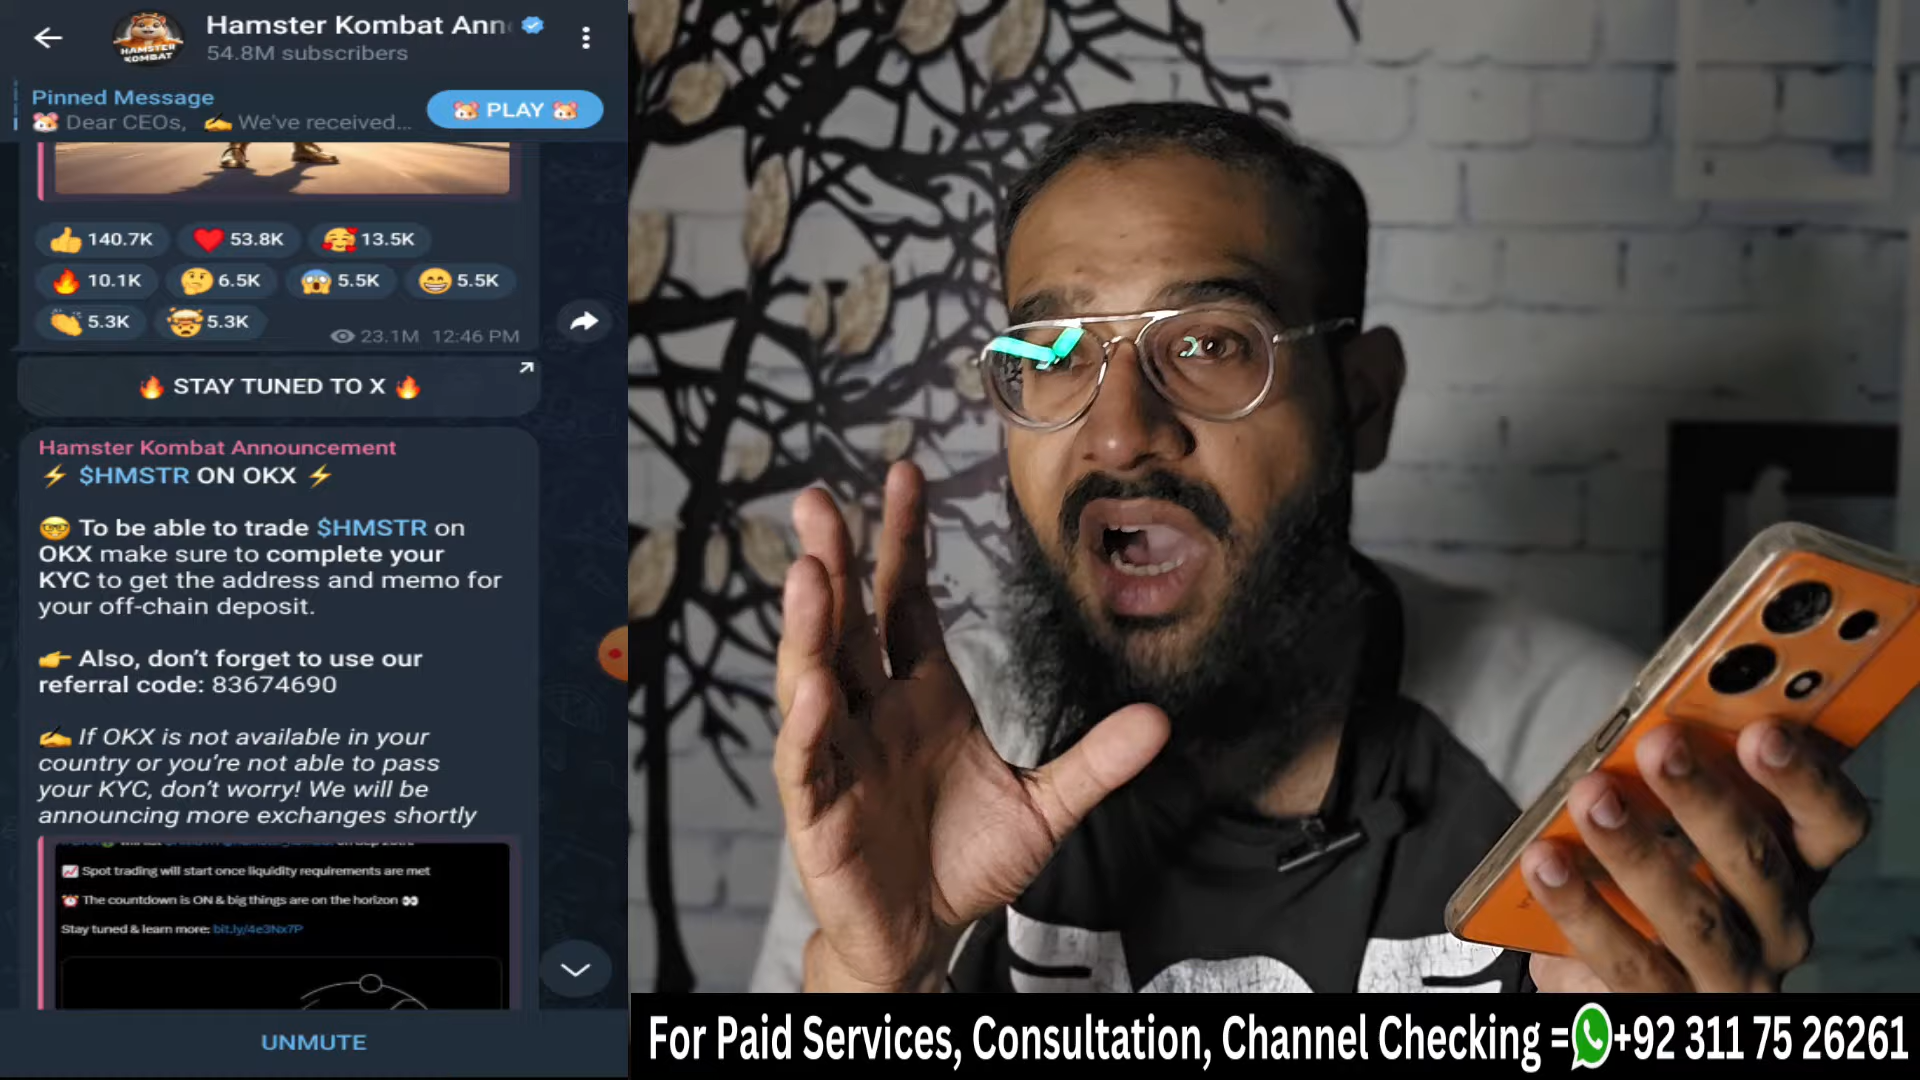 Hamster Kombat Ann
54.8M subscribers
Pinned Message
Dear CEOs, ✍️ We've received...
PLAY
HAMSTER
KOMBAT
👍 140.7K ❤️ 53.8K 🥰 13.5K
🔥 10.1K 🤔 6.5K 😱 5.5K 😁 5.5K
👏 5.3K 🤯 5.3K
23.1M 12:46 PM
🔥 STAY TUNED TO X 🔥
Hamster Kombat Announcement
⚡ $HMSTR ON OKX ⚡
🤓 To be able to trade $HMSTR on
OKX make sure to complete your
KYC to get the address and memo for
your off-chain deposit.
👉 Also, don't forget to use our
referral code: 83674690
✍️ If OKX is not available in your
country or you're not able to pass
your KYC, don't worry! We will be
announcing more exchanges shortly
📈 Spot trading will start once liquidity requirements are met
⏰ The countdown is ON & big things are on the horizon 👀
Stay tuned & learn more: bit.ly/4e3Nx7P
UNMUTE
For Paid Services, Consultation, Channel Checking = +92 311 75 26261